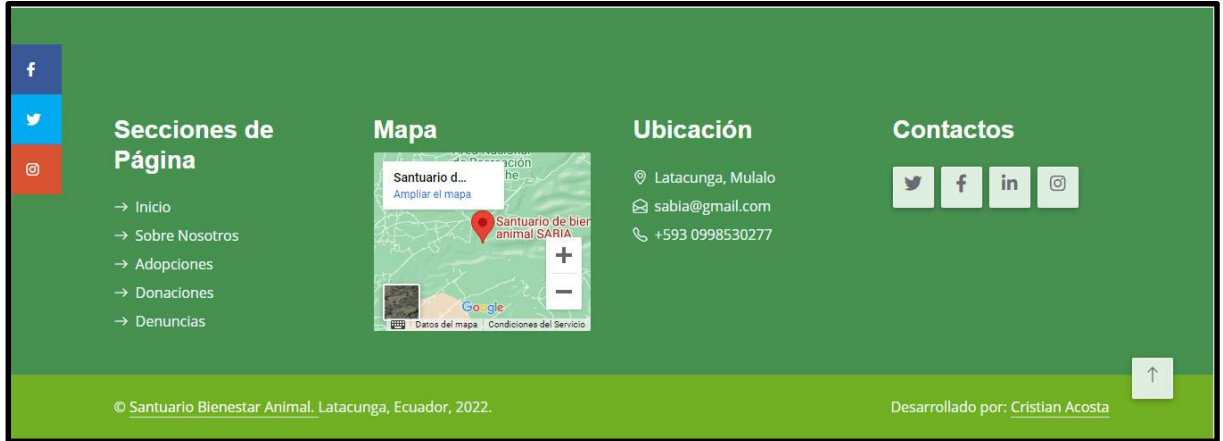 Secciones de
Página
→ Inicio
→ Sobre Nosotros
→ Adopciones
→ Donaciones
→ Denuncias
Mapa
Santuario d...
Ampliar el mapa
Santuario de bien
animal SABIA
Google
Datos del mapa
Condiciones del Servicio
Ubicación
Latacunga, Mulalo
sabia@gmail.com
+593 0998530277
Contactos
© Santuario Bienestar Animal. Latacunga, Ecuador, 2022.
Desarrollado por: Cristian Acosta